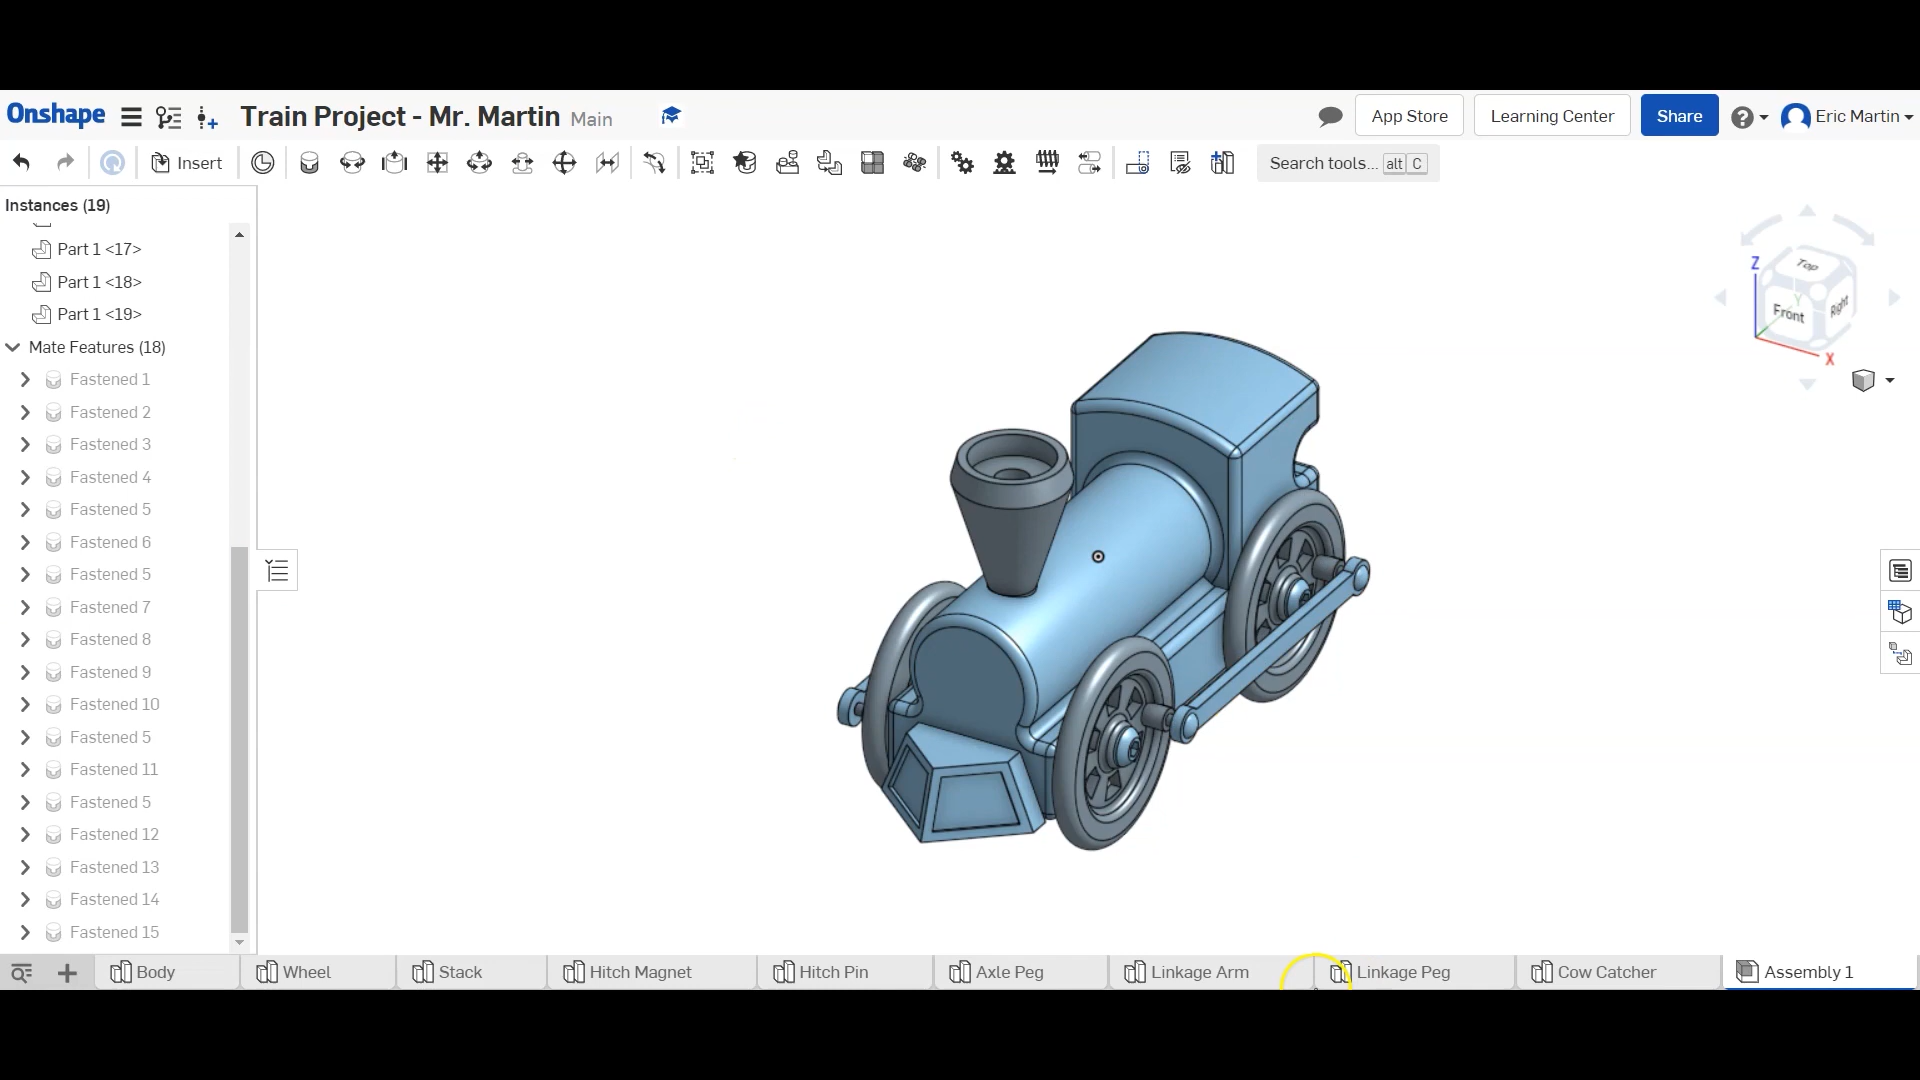 Onshape Train Project - Mr. Martin Main App Store Learning Center Share Eric Martin
Insert Search tools... alt C
Instances (19)
Part 1 <17>
Part 1 <18>
Part 1 <19>
Mate Features (18)
Fastened 1
Fastened 2
Fastened 3
Fastened 4
Fastened 5
Fastened 6
Fastened 5
Fastened 7
Fastened 8
Fastened 9
Fastened 10
Fastened 5
Fastened 11
Fastened 5
Fastened 12
Fastened 13
Fastened 14
Fastened 15
Z
Top
Y
Front
Right
X
Body Wheel Stack Hitch Magnet Hitch Pin Axle Peg Linkage Arm Linkage Peg Cow Catcher Assembly 1